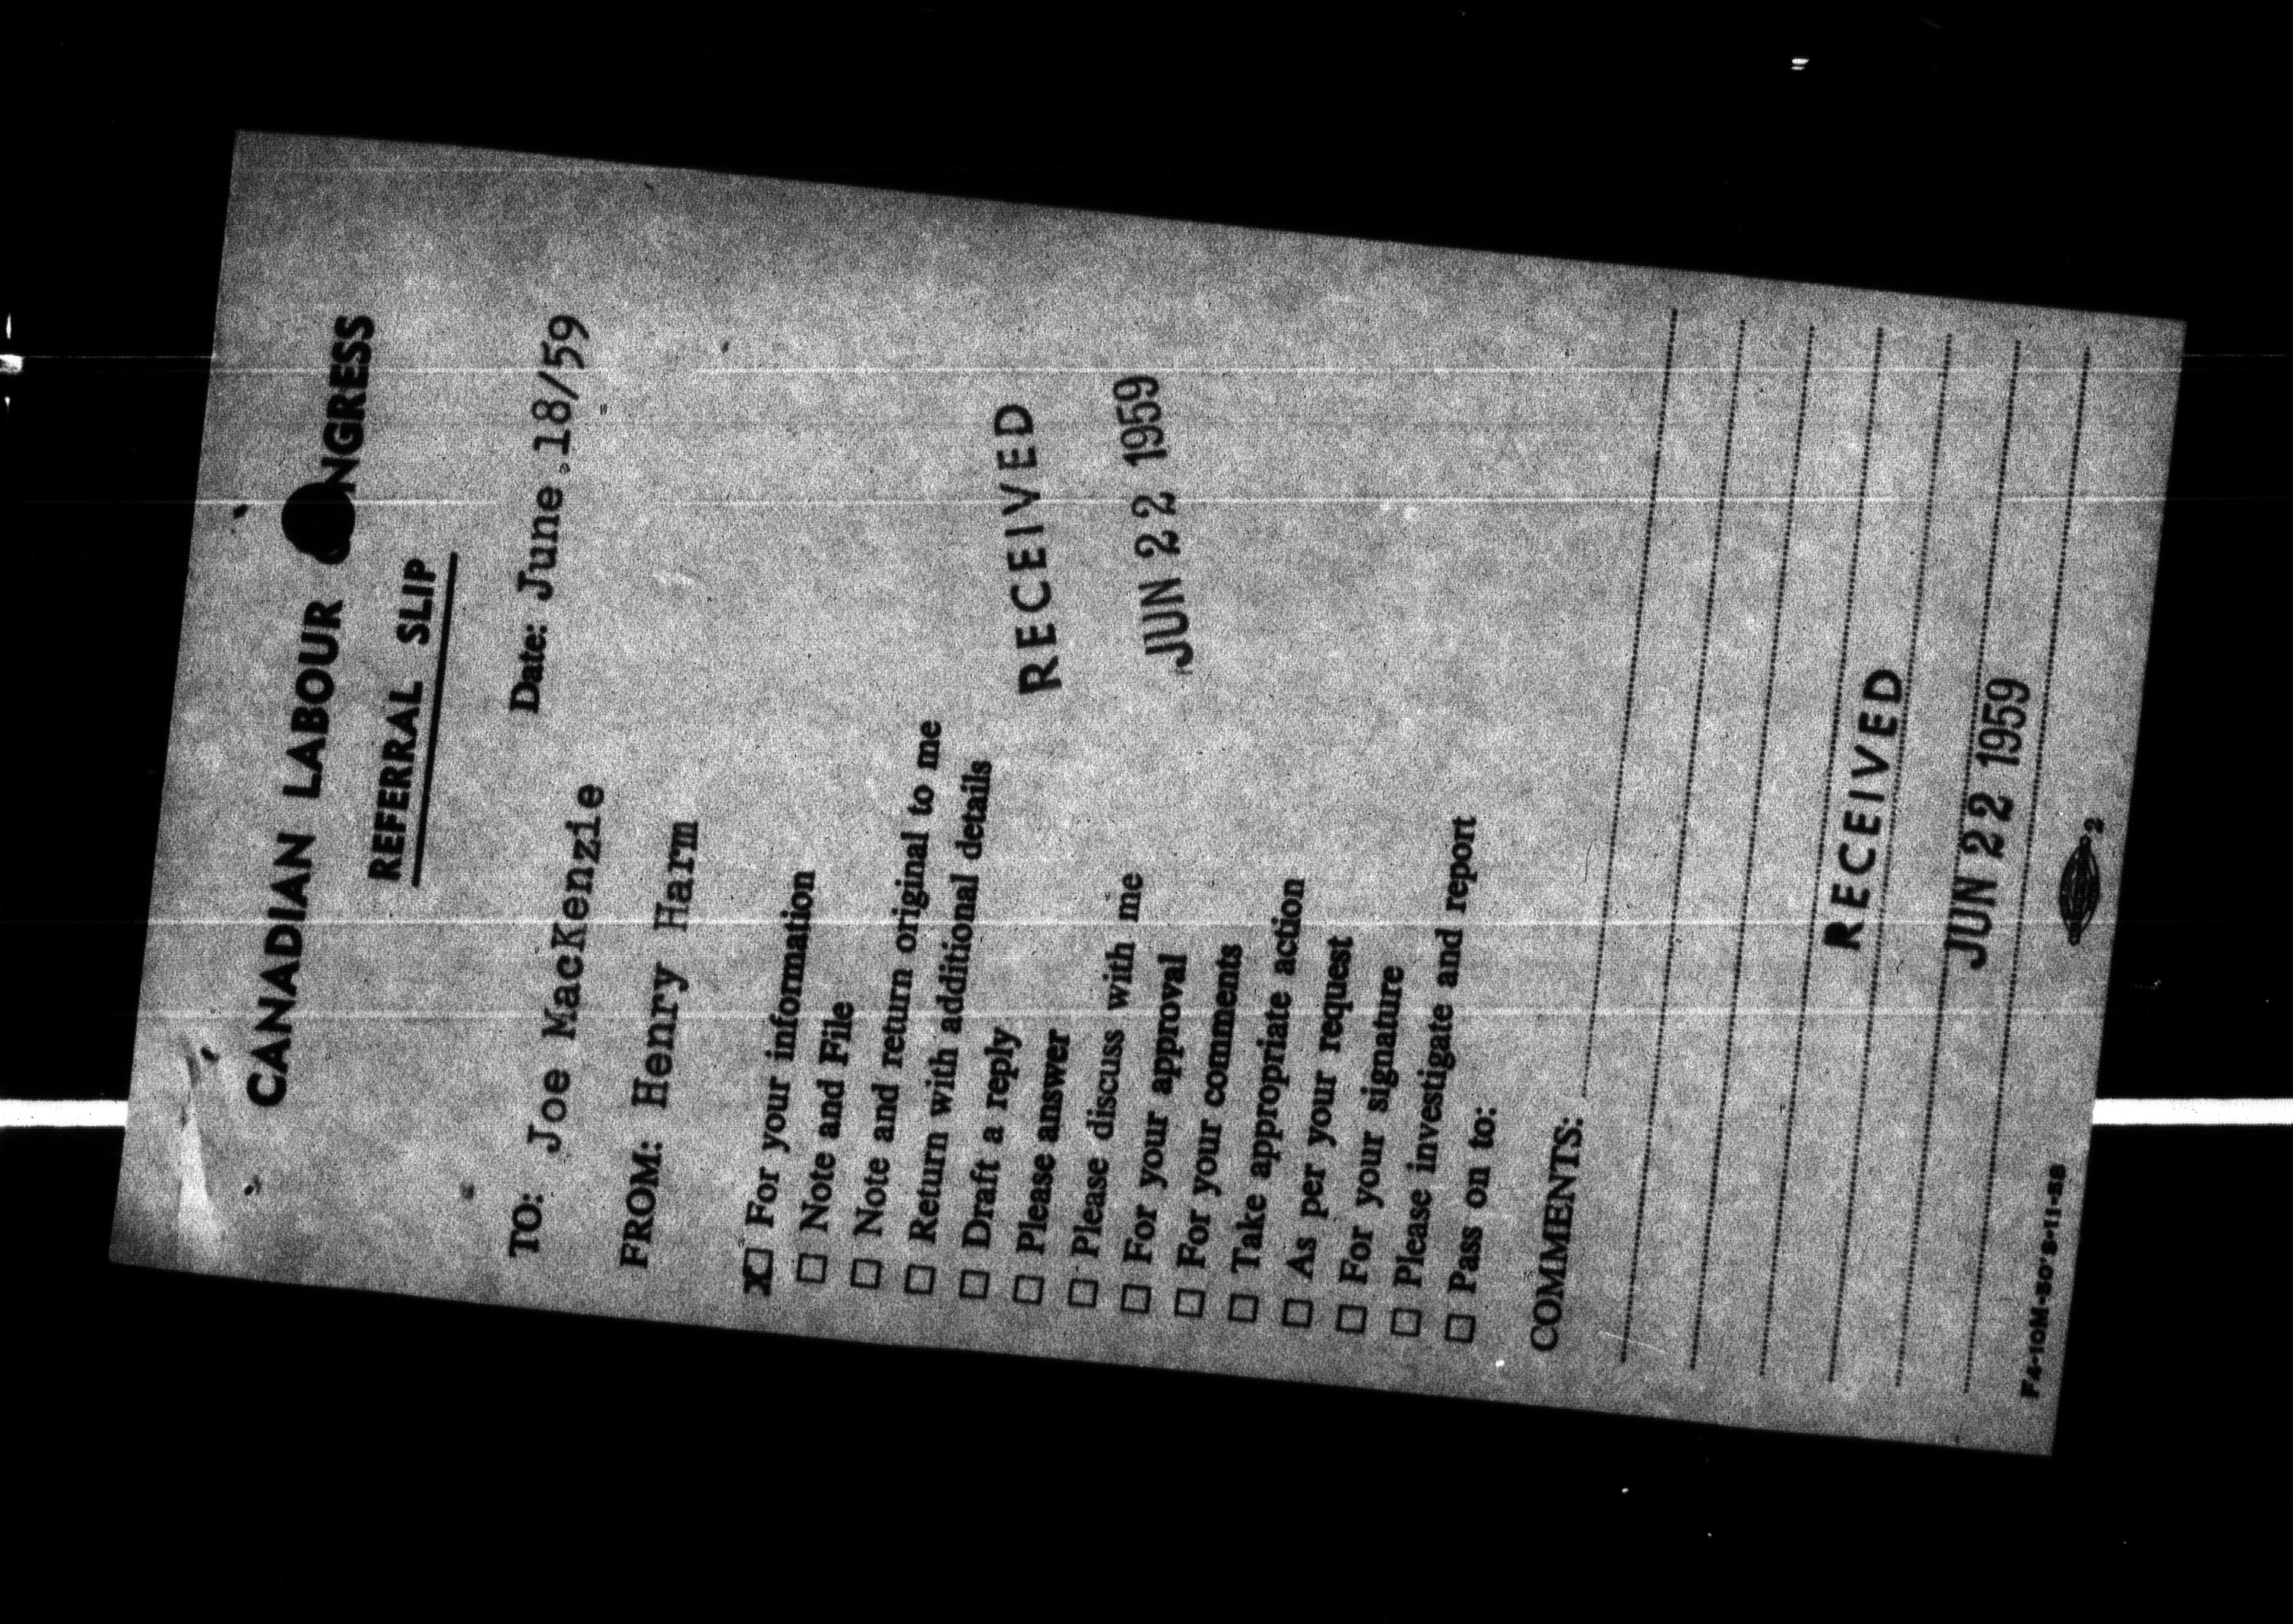 CANADIAN LABOUR CONGRESS
REFERRAL SLIP
Date: June 18/59
TO: Joe MacKenzie
FROM: Henry Harm
X☐ For your information
☐ Note and File
☐ Note and return original to me
☐ Return with additional details
☐ Draft a reply
☐ Please answer
☐ Please discuss with me
☐ For your approval
☐ For your comments
☐ Take appropriate action
☐ As per your request
☐ For your signature
☐ Please investigate and report
☐ Pass on to:
RECEIVED
JUN 22 1959
COMMENTS:
RECEIVED
JUN 22 1959
2